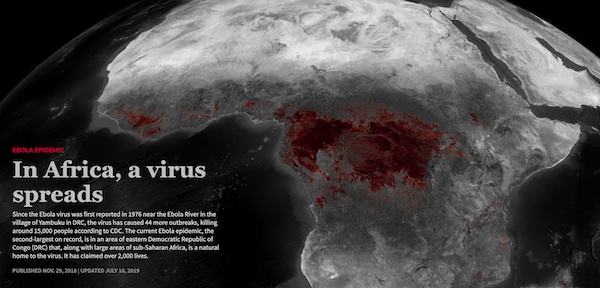 EBOLA EPIDEMIC
In Africa, a virus
spreads
Since the Ebola virus was first reported in 1976 near the Ebola River in the
village of Yambuku in DRC, the virus has caused 44 more outbreaks, killing
around 15,000 people according to CDC. The current Ebola epidemic, the
second-largest on record, is in an area of eastern Democratic Republic of
Congo (DRC) that, along with large areas of sub-Saharan Africa, is a natural
home to the virus. It has claimed over 2,000 lives.
PUBLISHED NOV. 29, 2018 | UPDATED JULY 16, 2019